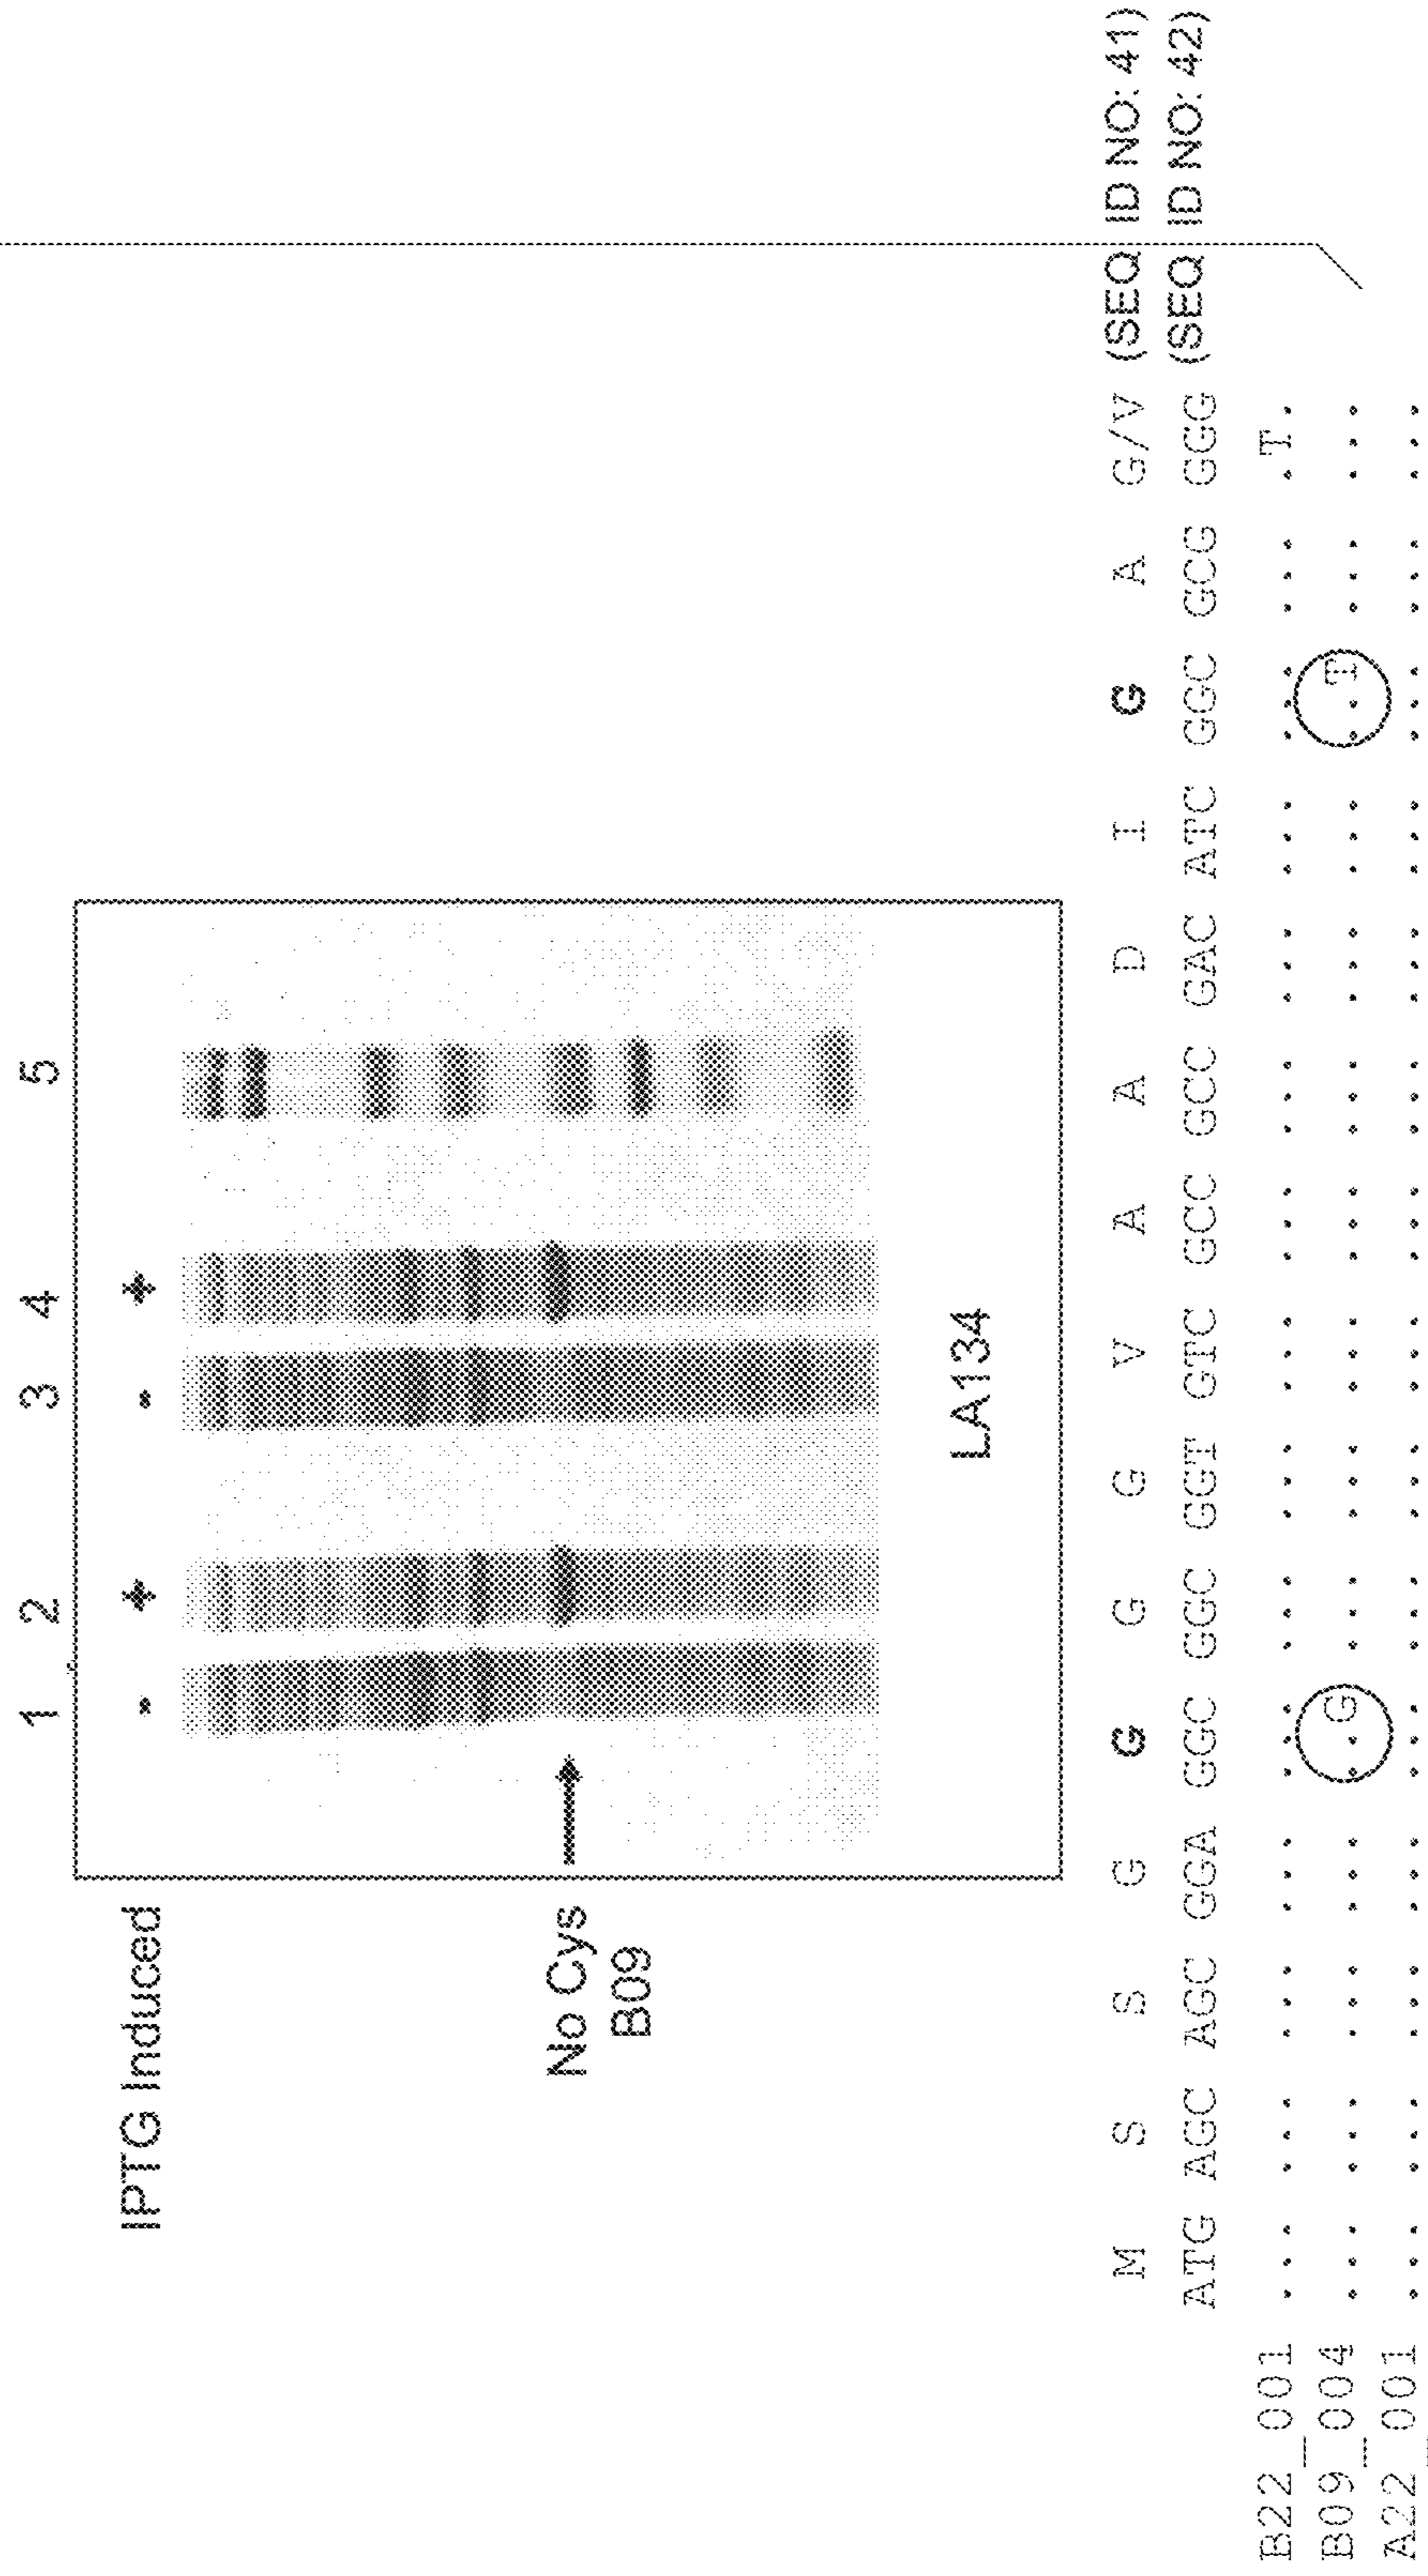 1 2 3 4 5
IPTG Induced - + - +
No Cys
B09
LA134
M S S G G G G V A A D I G A G/V (SEQ ID NO: 41)
ATG AGC AGC GGA GGC GGC GGT GTC GCC GCC GAC ATC GGC GCG GGG (SEQ ID NO: 42)
B22_001 ... ... ... ... ... ... ... ... ... ... ... ... ... ... .T.
B09_004 ... ... ... ... ..G ... ... ... ... ... ... ... ..T ... ...
A22_001 ... ... ... ... ... ... ... ... ... ... ... ... ... ... ...